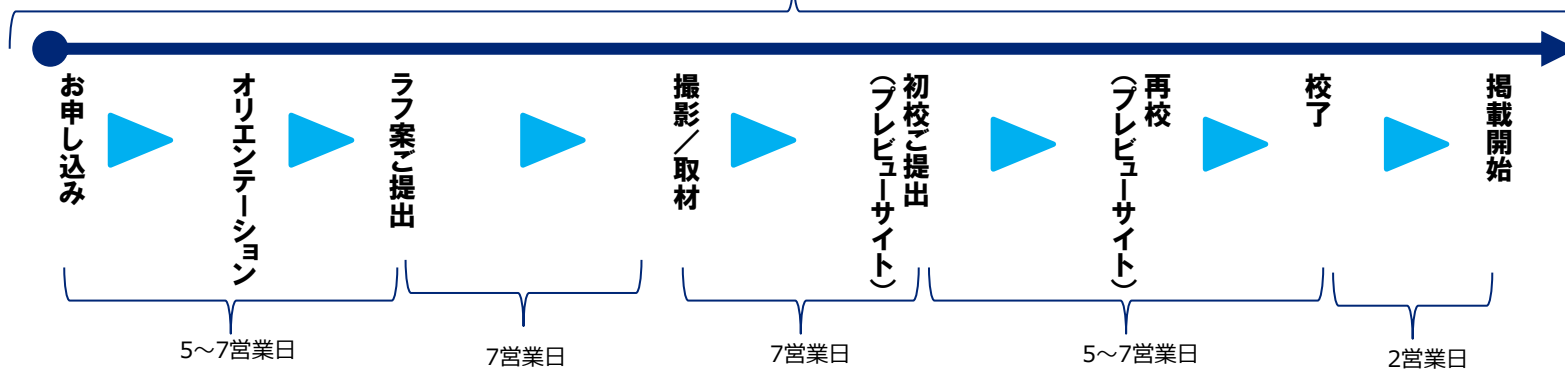 お申し込み
オリエンテーション
ラフ案ご提出
撮影／取材
初校ご提出
（プレビューサイト）
再校
（プレビューサイト）
校了
掲載開始
5～7営業日
7営業日
7営業日
5～7営業日
2営業日